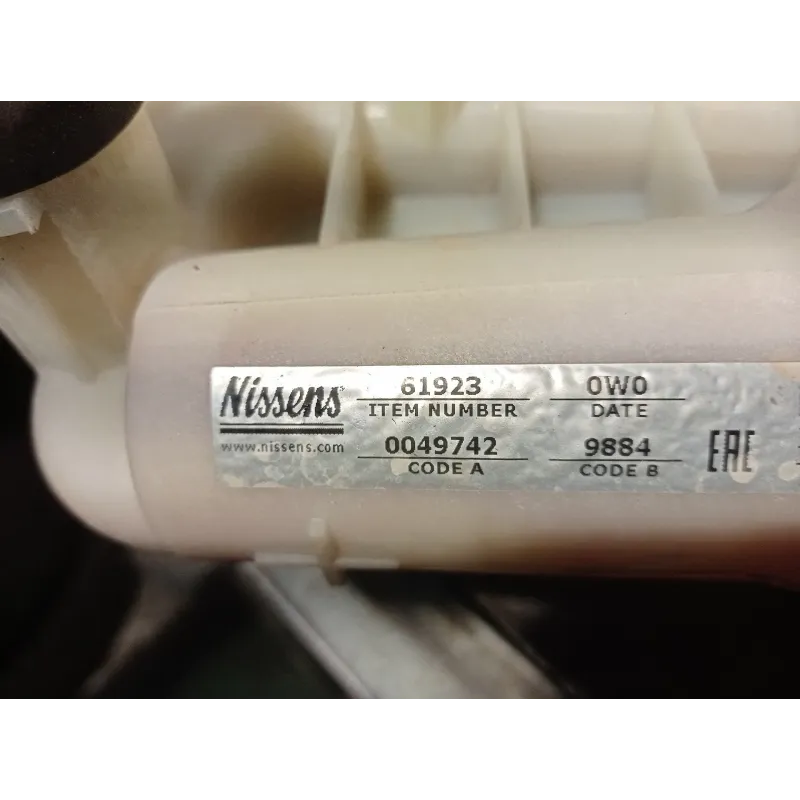 Nissens 61923 0W0
ITEM NUMBER DATE
www.nissens.com 0049742 9884 EAC
CODE A CODE B